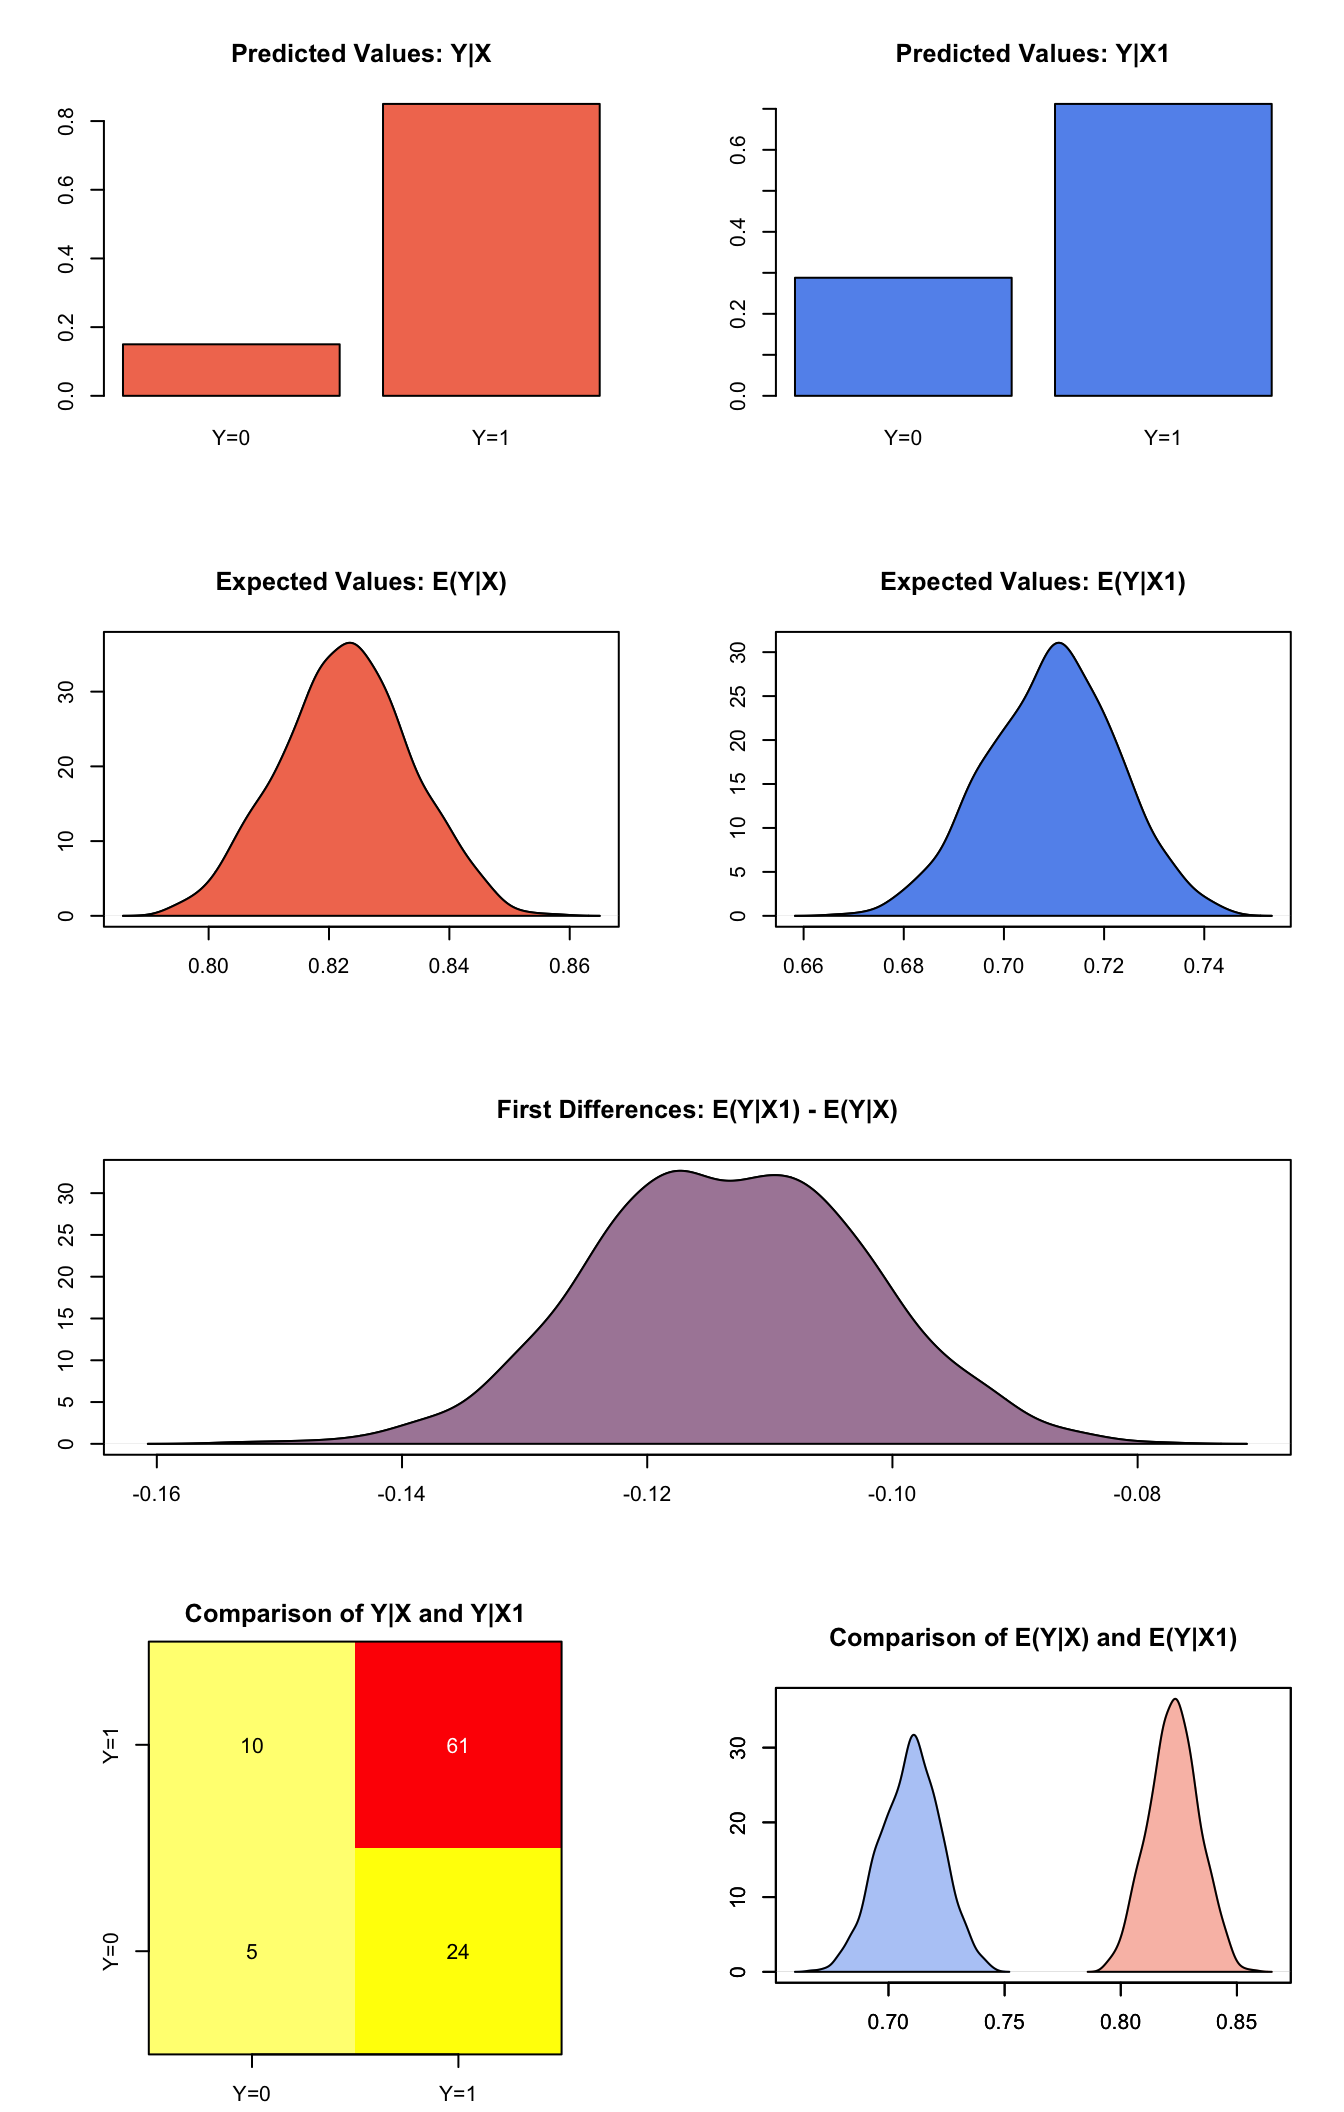 Predicted Values: Y|X
0.0 0.2 0.4 0.6 0.8
Y=0 Y=1
Predicted Values: Y|X1
0.0 0.2 0.4 0.6
Y=0 Y=1
Expected Values: E(Y|X)
0 10 20 30
0.80 0.82 0.84 0.86
Expected Values: E(Y|X1)
0 5 10 15 20 25 30
0.66 0.68 0.70 0.72 0.74
First Differences: E(Y|X1) - E(Y|X)
0 5 10 15 20 25 30
-0.16 -0.14 -0.12 -0.10 -0.08
Comparison of Y|X and Y|X1
Y=1 10 61
Y=0 5 24
Y=0 Y=1
Comparison of E(Y|X) and E(Y|X1)
0 10 20 30
0.70 0.75 0.80 0.85